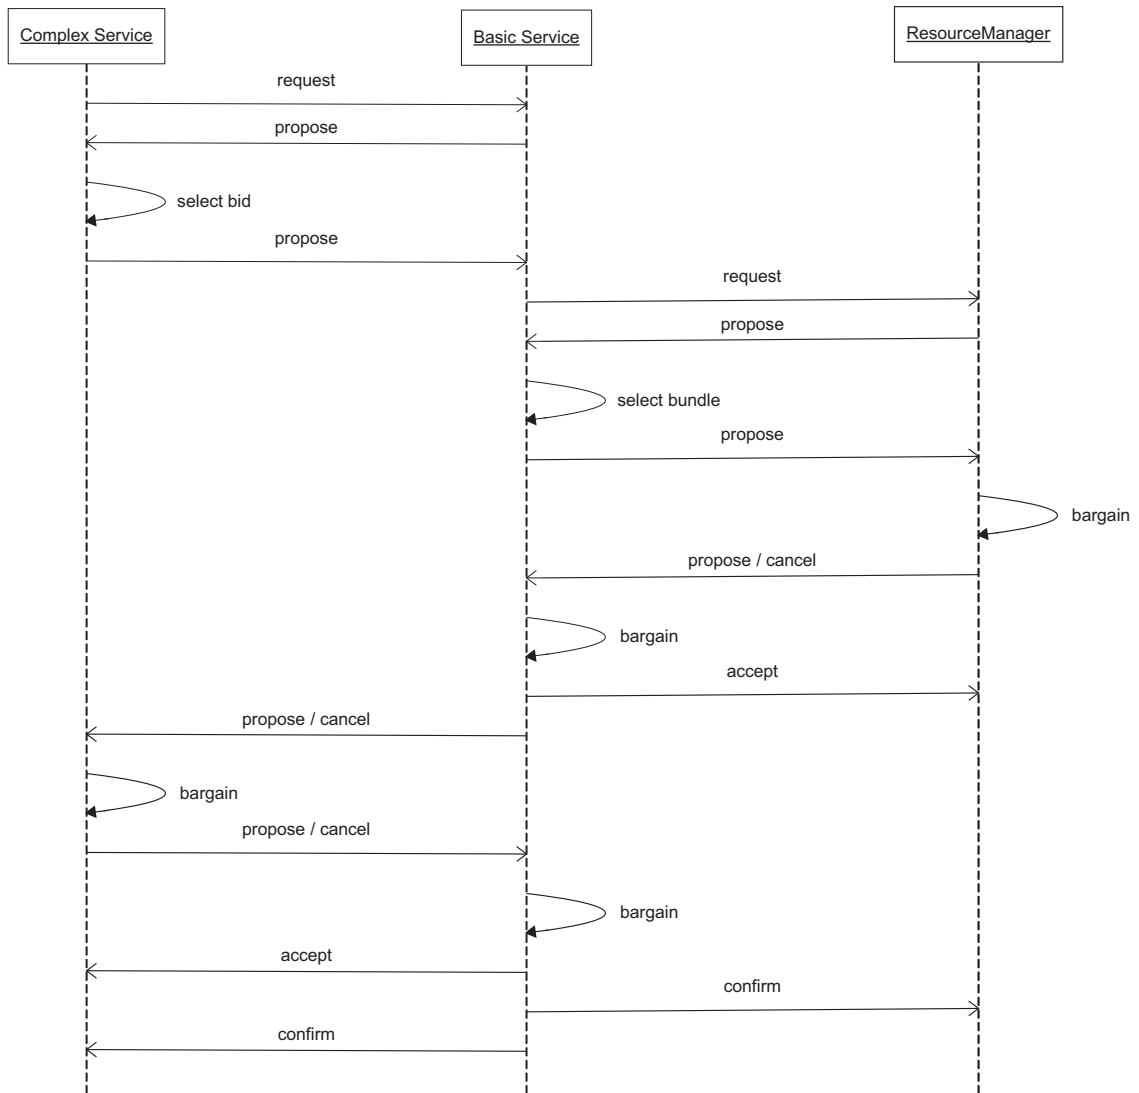 Complex Service
Basic Service
ResourceManager
request
propose
select bid
propose
request
propose
select bundle
propose
bargain
propose / cancel
bargain
accept
propose / cancel
bargain
propose / cancel
bargain
accept
confirm
confirm